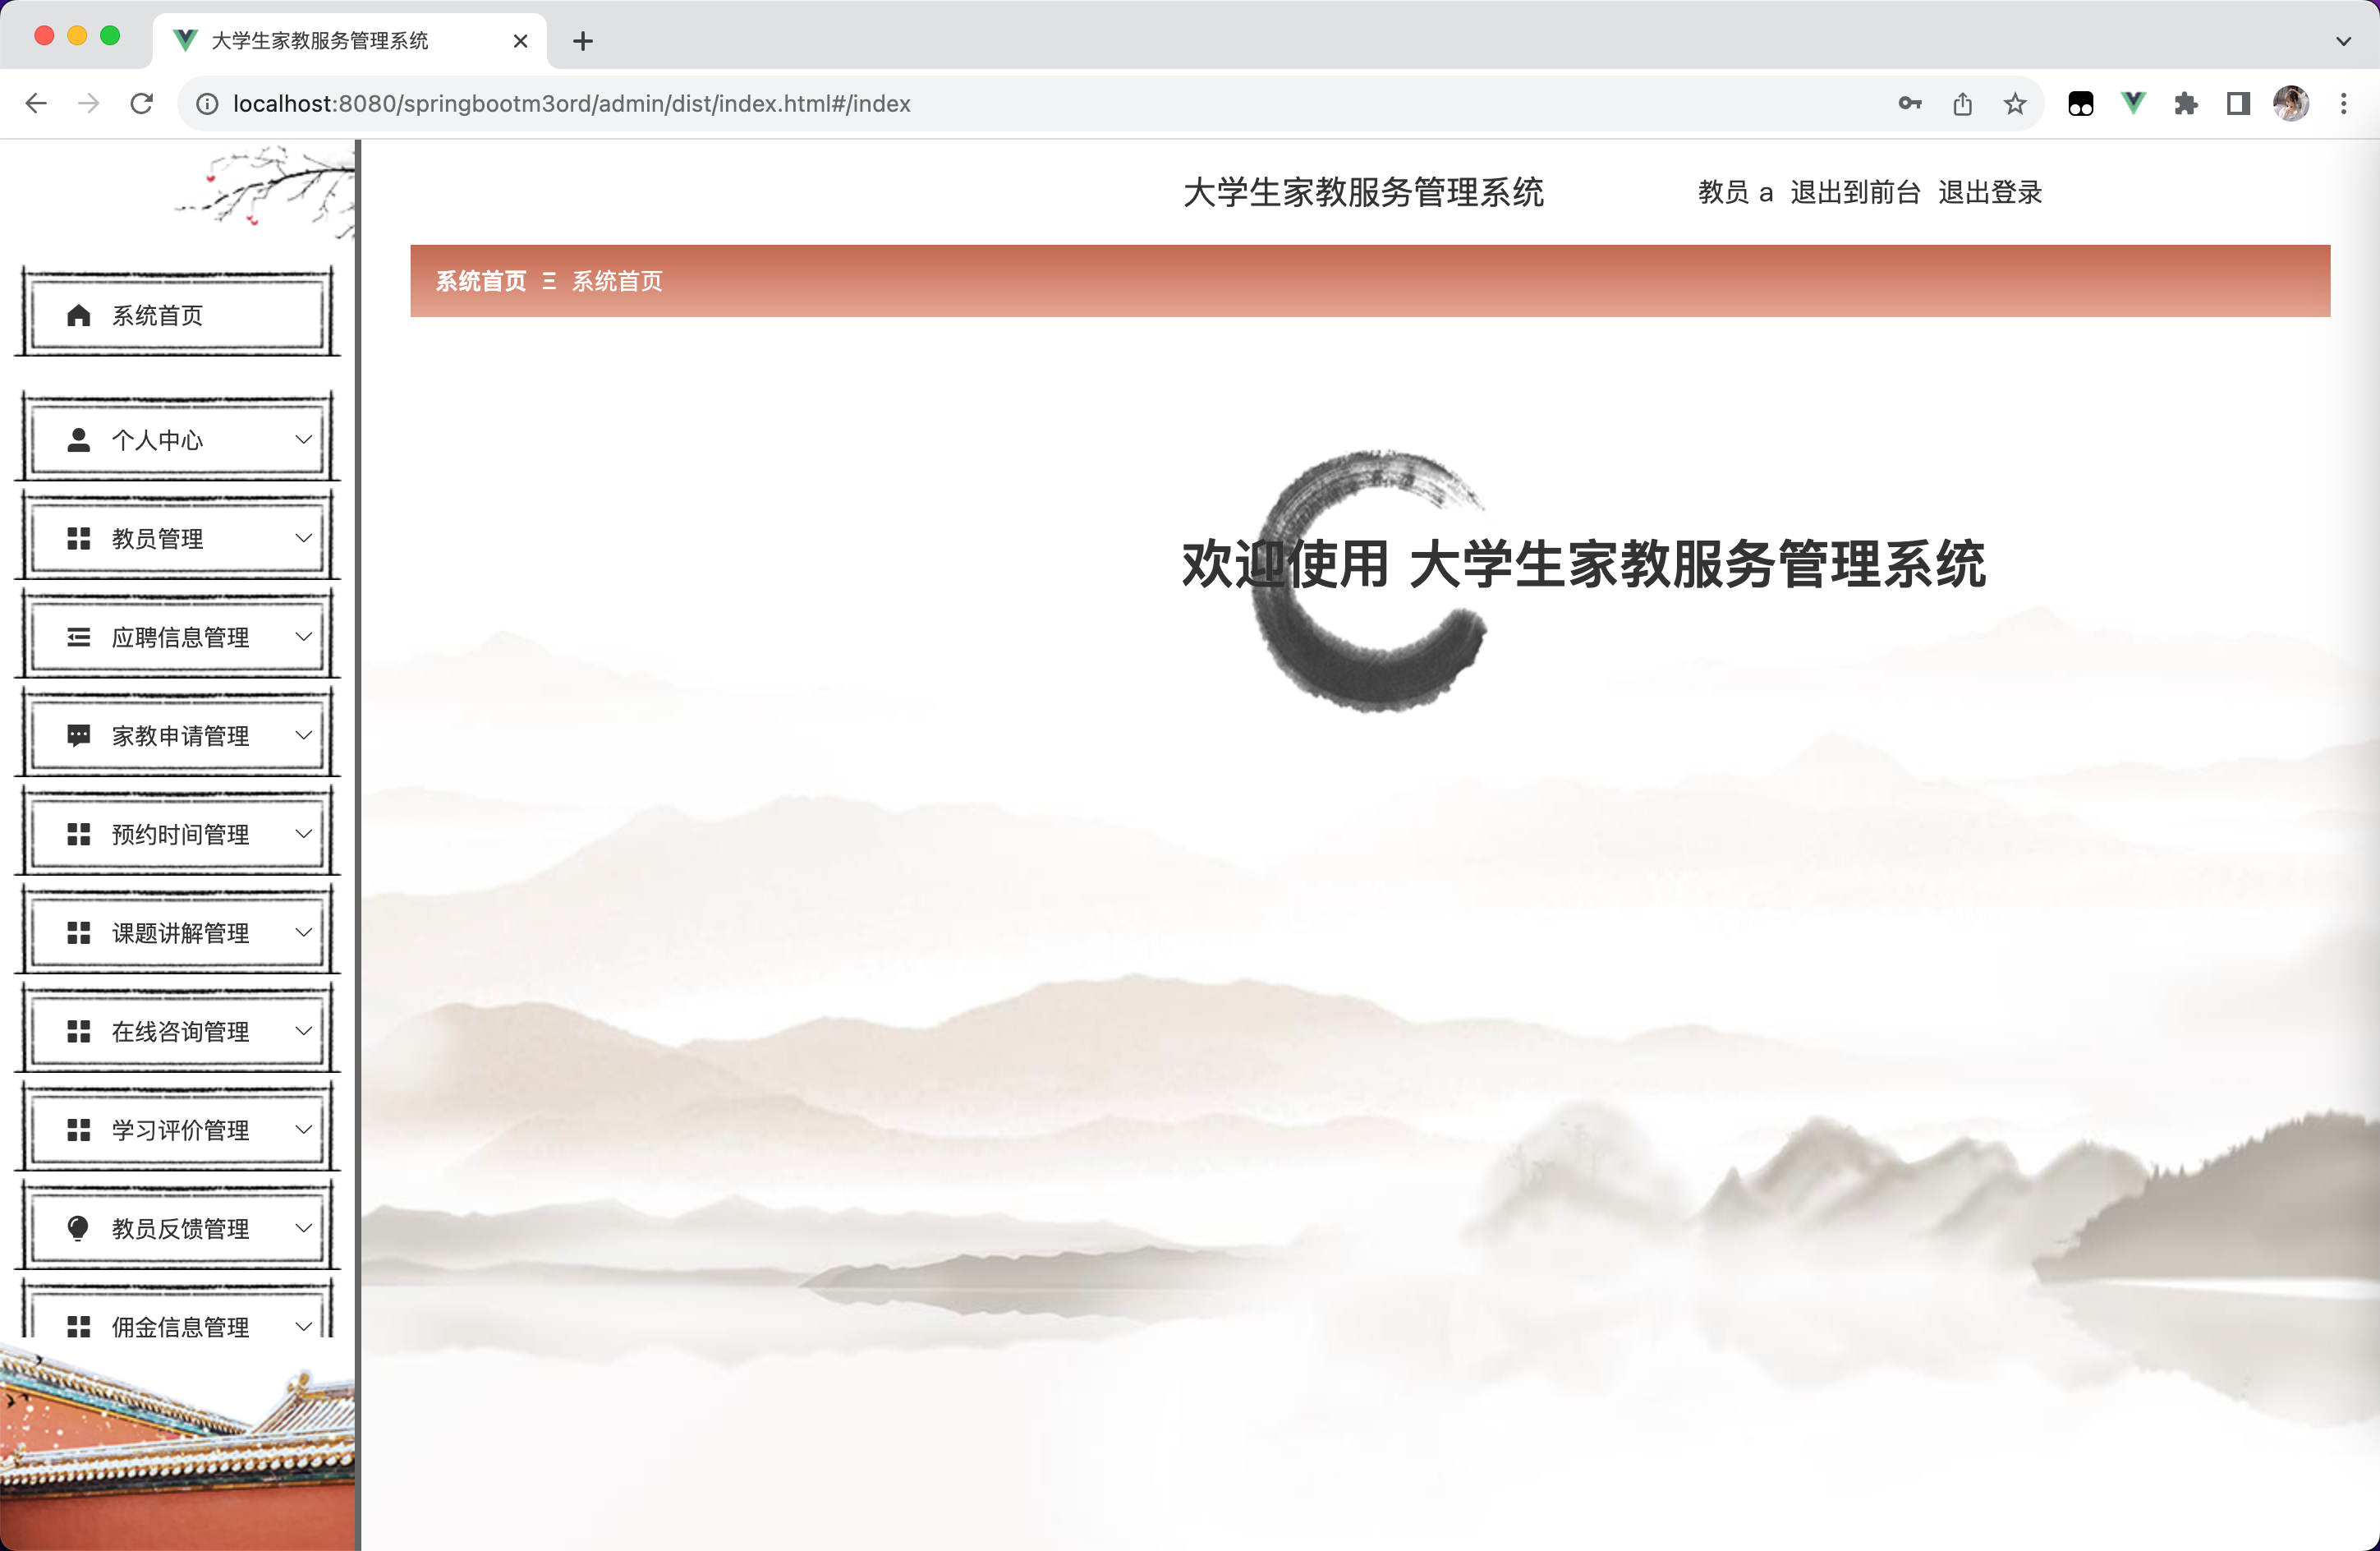 大学生家教服务管理系统
localhost:8080/springbootm3ord/admin/dist/index.html#/index
大学生家教服务管理系统 教员 a 退出到前台 退出登录
系统首页 Ξ 系统首页
系统首页
个人中心
教员管理
应聘信息管理
家教申请管理
预约时间管理
课题讲解管理
在线咨询管理
学习评价管理
教员反馈管理
佣金信息管理
欢迎使用 大学生家教服务管理系统